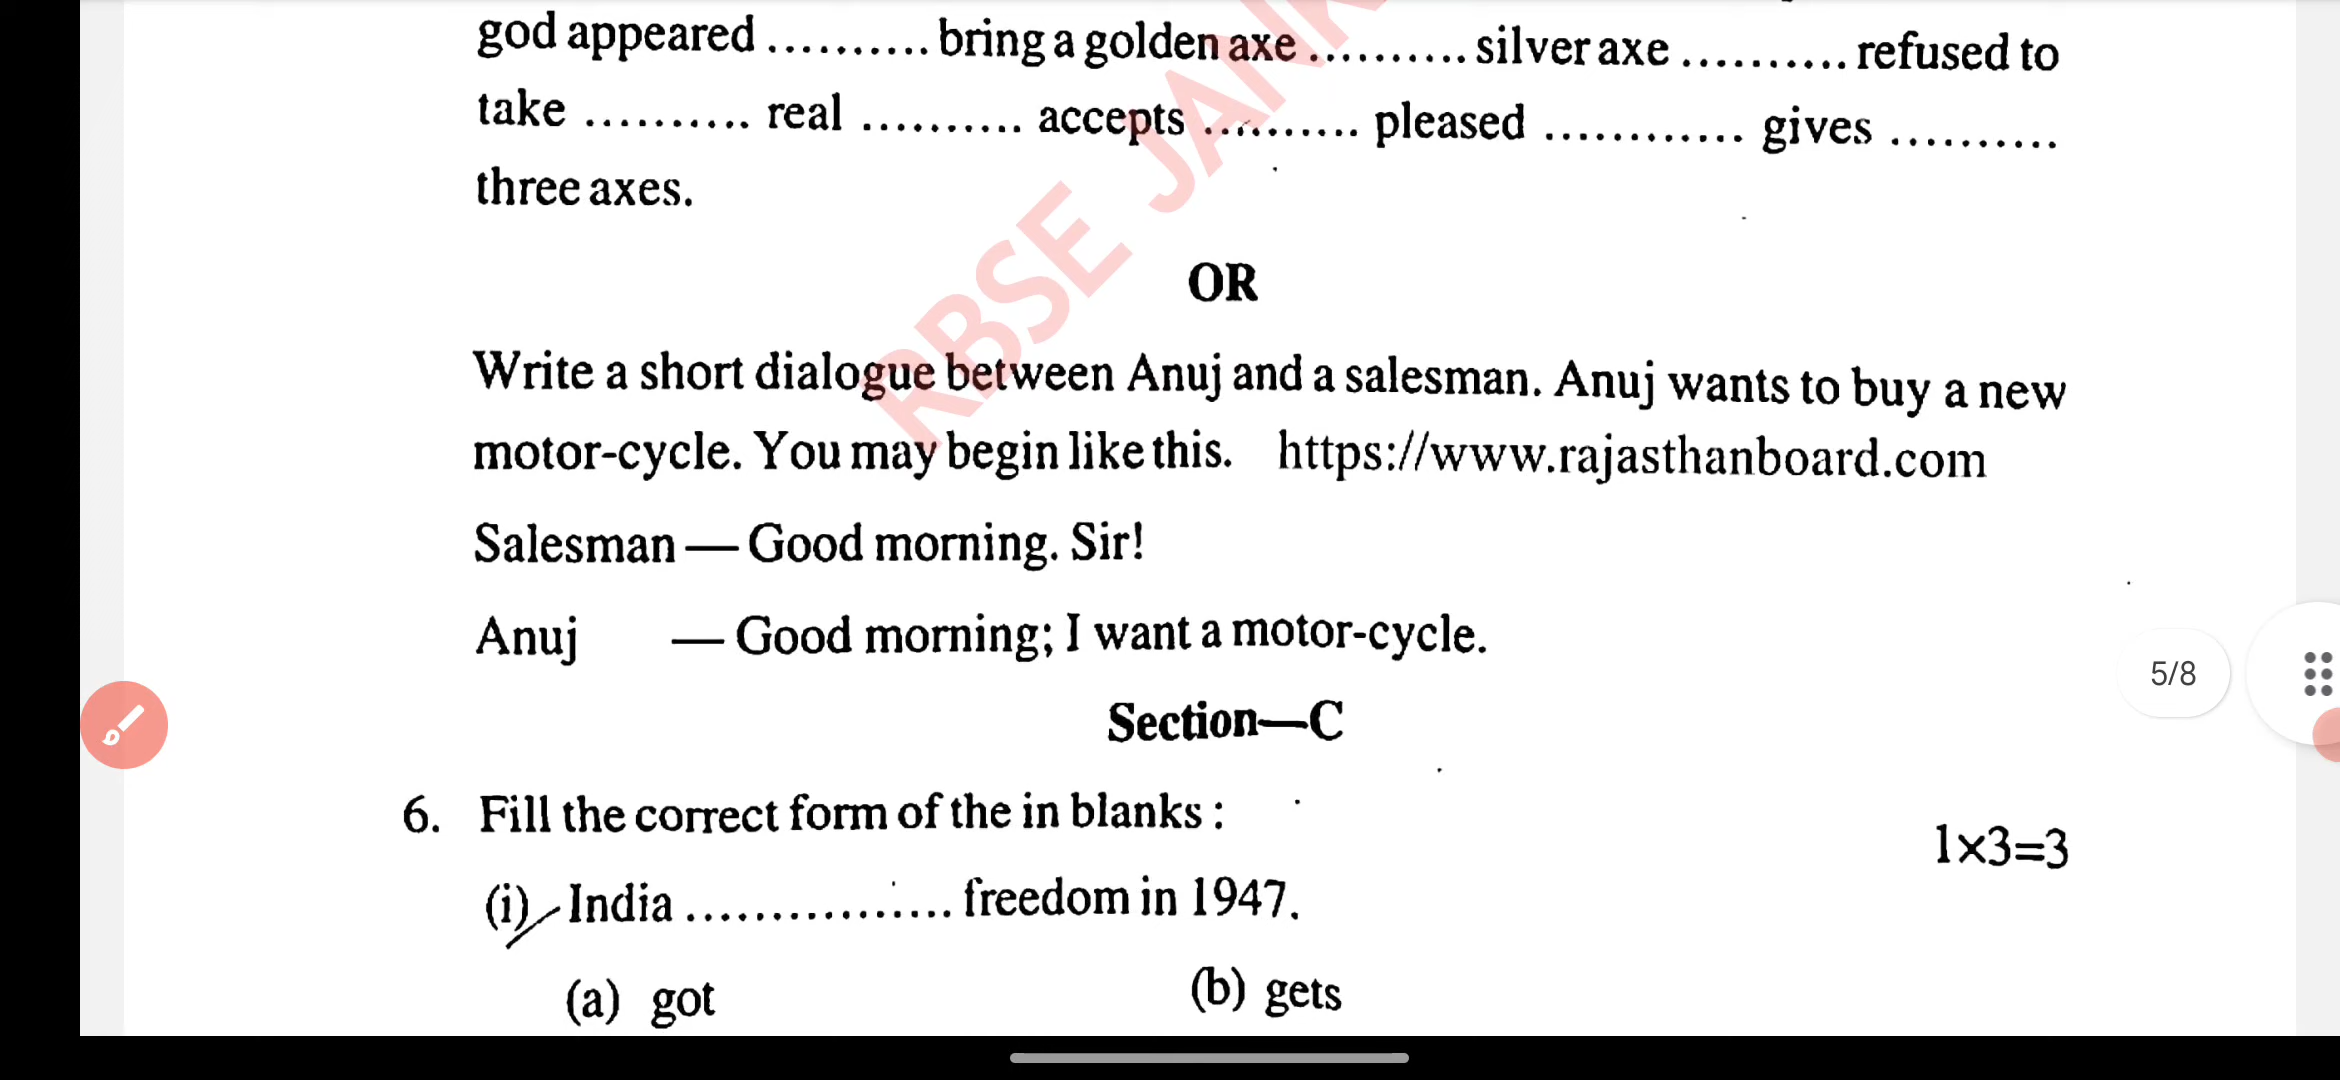 god appeared .......... bring a golden axe .......... silver axe .......... refused to
take .......... real .......... accepts .......... pleased ............ gives ..........
three axes.
OR
Write a short dialogue between Anuj and a salesman. Anuj wants to buy a new
motor-cycle. You may begin like this. https://www.rajasthanboard.com
Salesman — Good morning. Sir!
Anuj — Good morning; I want a motor-cycle.
Section—C
6. Fill the correct form of the in blanks :
1×3=3
(i) India ................ freedom in 1947.
(a) got (b) gets
RBSE
5/8